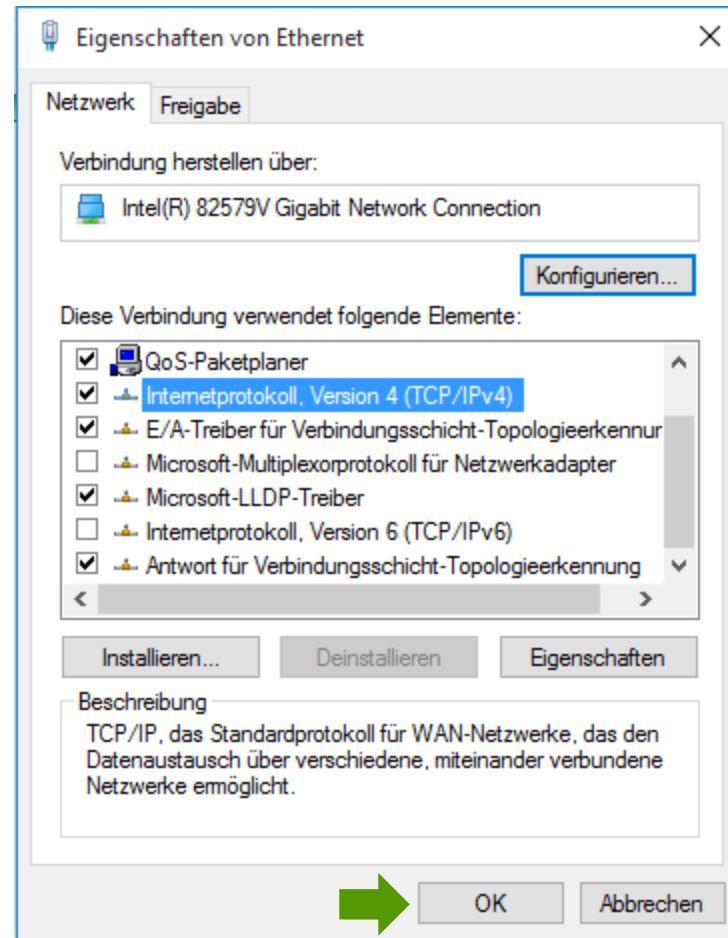 Eigenschaften von Ethernet
Netzwerk
Freigabe
Verbindung herstellen über:
Intel(R) 82579V Gigabit Network Connection
Konfigurieren...
Diese Verbindung verwendet folgende Elemente:
QoS-Paketplaner
Internetprotokoll, Version 4 (TCP/IPv4)
E/A-Treiber für Verbindungsschicht-Topologieerkennur
Microsoft-Multiplexorprotokoll für Netzwerkadapter
Microsoft-LLDP-Treiber
Internetprotokoll, Version 6 (TCP/IPv6)
Antwort für Verbindungsschicht-Topologieerkennung
Installieren...
Deinstallieren
Eigenschaften
Beschreibung
TCP/IP, das Standardprotokoll für WAN-Netzwerke, das den
Datenaustausch über verschiedene, miteinander verbundene
Netzwerke ermöglicht.
OK
Abbrechen